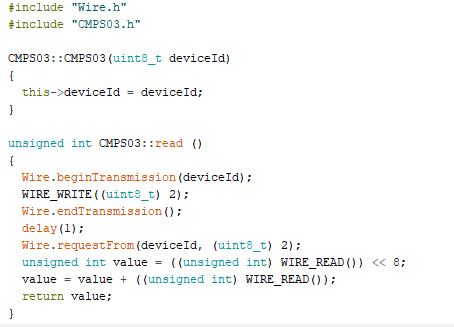 #include "Wire.h"
#include "CMPS03.h"

CMPS03::CMPS03(uint8_t deviceId)
{
  this->deviceId = deviceId;
}

unsigned int CMPS03::read ()
{
  Wire.beginTransmission(deviceId);
  WIRE_WRITE((uint8_t) 2);
  Wire.endTransmission();
  delay(1);
  Wire.requestFrom(deviceId, (uint8_t) 2);
  unsigned int value = ((unsigned int) WIRE_READ()) << 8;
  value = value + ((unsigned int) WIRE_READ());
  return value;
}